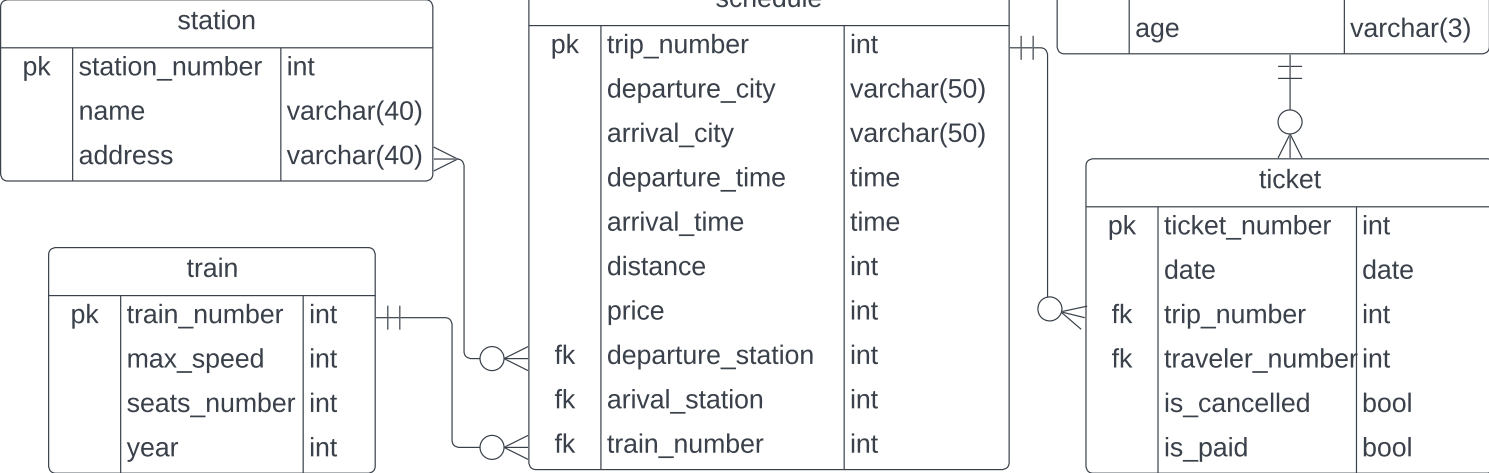 station
pk station_number int
name varchar(40)
address varchar(40)
train
pk train_number int
max_speed int
seats_number int
year int
schedule
pk trip_number int
departure_city varchar(50)
arrival_city varchar(50)
departure_time time
arrival_time time
distance int
price int
fk departure_station int
fk arival_station int
fk train_number int
age varchar(3)
ticket
pk ticket_number int
date date
fk trip_number int
fk traveler_number int
is_cancelled bool
is_paid bool